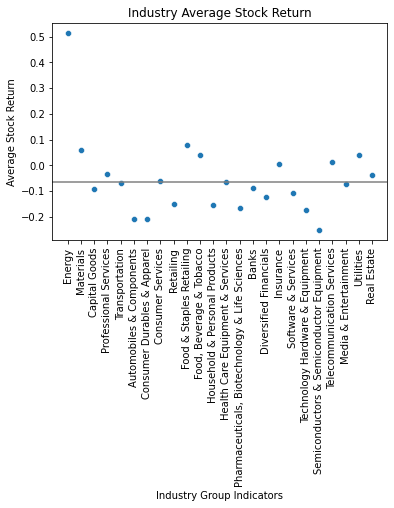 Industry Average Stock Return
Average Stock Return
0.5
0.4
0.3
0.2
0.1
0.0
−0.1
−0.2
Energy
Materials
Capital Goods
Professional Services
Transportation
Automobiles & Components
Consumer Durables & Apparel
Consumer Services
Retailing
Food & Staples Retailing
Food, Beverage & Tobacco
Household & Personal Products
Health Care Equipment & Services
Pharmaceuticals, Biotechnology & Life Sciences
Banks
Diversified Financials
Insurance
Software & Services
Technology Hardware & Equipment
Semiconductors & Semiconductor Equipment
Telecommunication Services
Media & Entertainment
Utilities
Real Estate
Industry Group Indicators